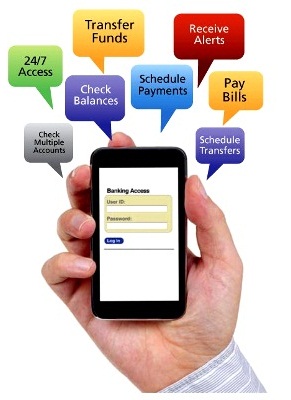 Transfer
Funds
Receive
Alerts
24/7
Access
Check
Balances
Schedule
Payments
Pay
Bills
Check
Multiple
Accounts
Schedule
Transfers
Banking Access
User ID:
Password:
Log In